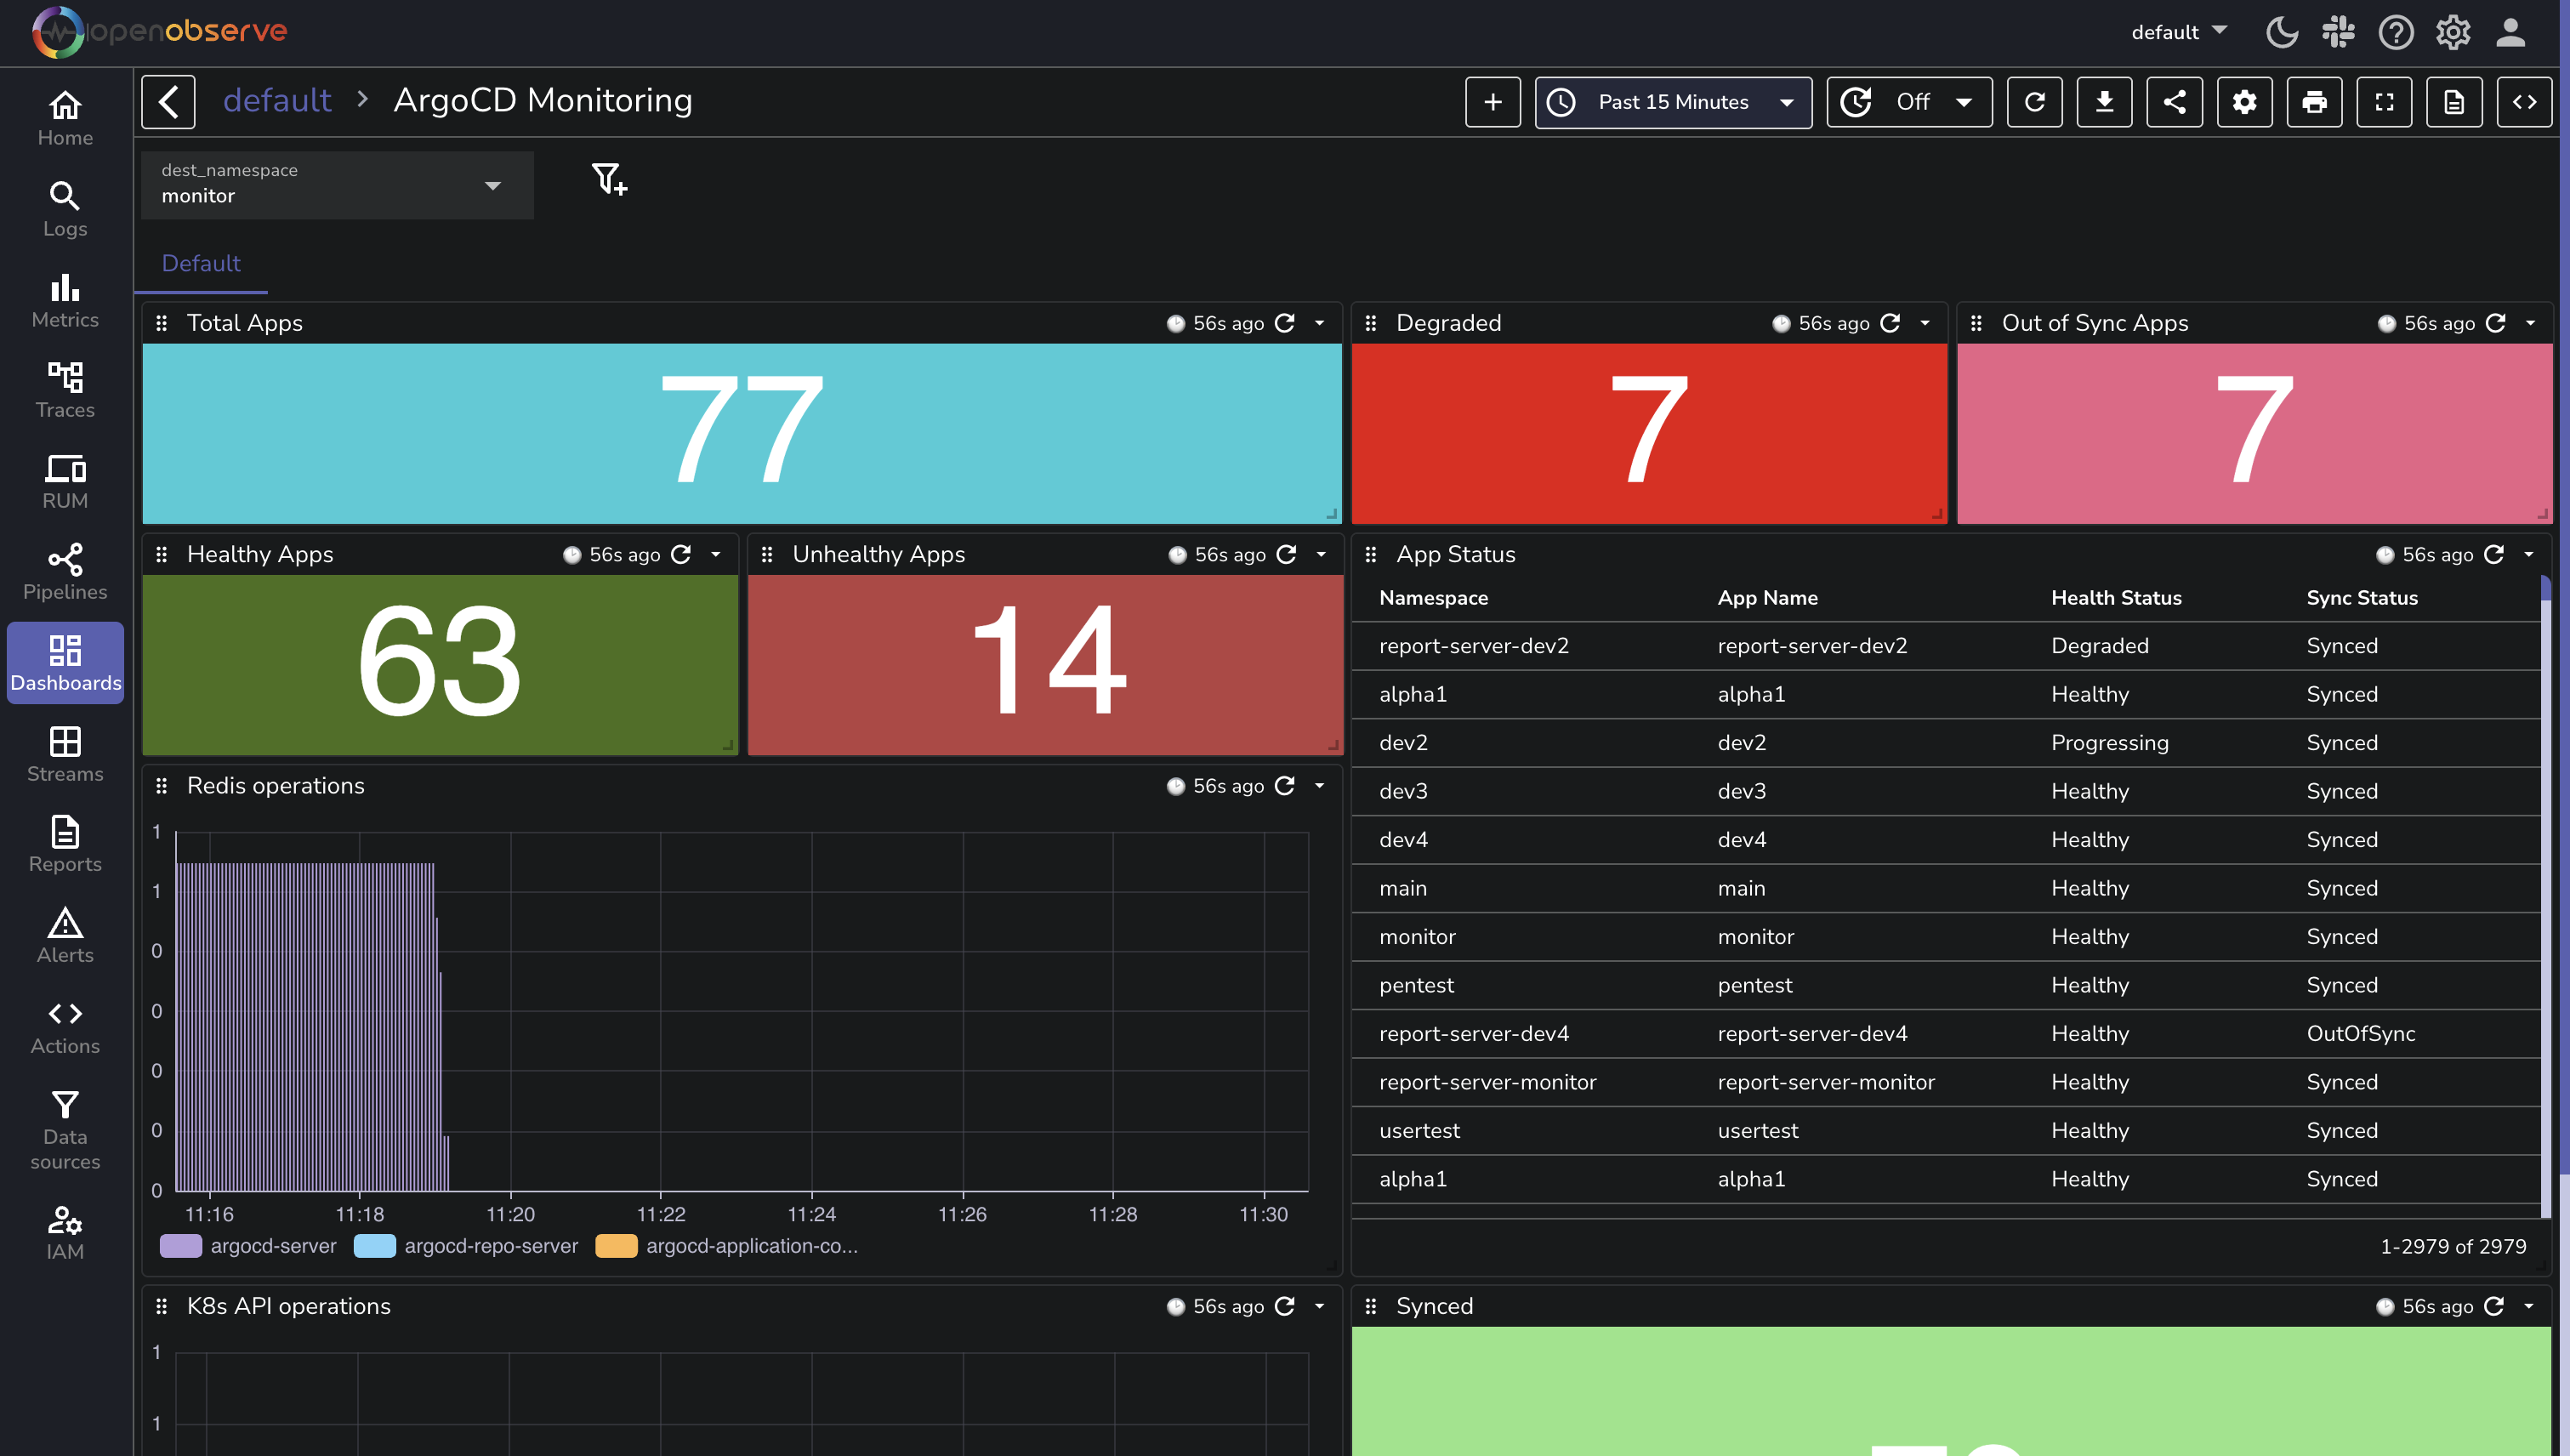 openobserve
default
Home
Logs
Metrics
Traces
RUM
Pipelines
Dashboards
Streams
Reports
Alerts
Actions
Data
sources
IAM
default > ArgoCD Monitoring
Past 15 Minutes
Off
dest_namespace
monitor
Default
Total Apps 56s ago
77
Degraded 56s ago
7
Out of Sync Apps 56s ago
7
Healthy Apps 56s ago
63
Unhealthy Apps 56s ago
14
App Status 56s ago
Namespace App Name Health Status Sync Status
report-server-dev2 report-server-dev2 Degraded Synced
alpha1 alpha1 Healthy Synced
dev2 dev2 Progressing Synced
dev3 dev3 Healthy Synced
dev4 dev4 Healthy Synced
main main Healthy Synced
monitor monitor Healthy Synced
pentest pentest Healthy Synced
report-server-dev4 report-server-dev4 Healthy OutOfSync
report-server-monitor report-server-monitor Healthy Synced
usertest usertest Healthy Synced
alpha1 alpha1 Healthy Synced
1-2979 of 2979
Redis operations 56s ago
1
1
0
0
0
0
0
11:16 11:18 11:20 11:22 11:24 11:26 11:28 11:30
argocd-server argocd-repo-server argocd-application-co...
K8s API operations 56s ago
1
1
Synced 56s ago